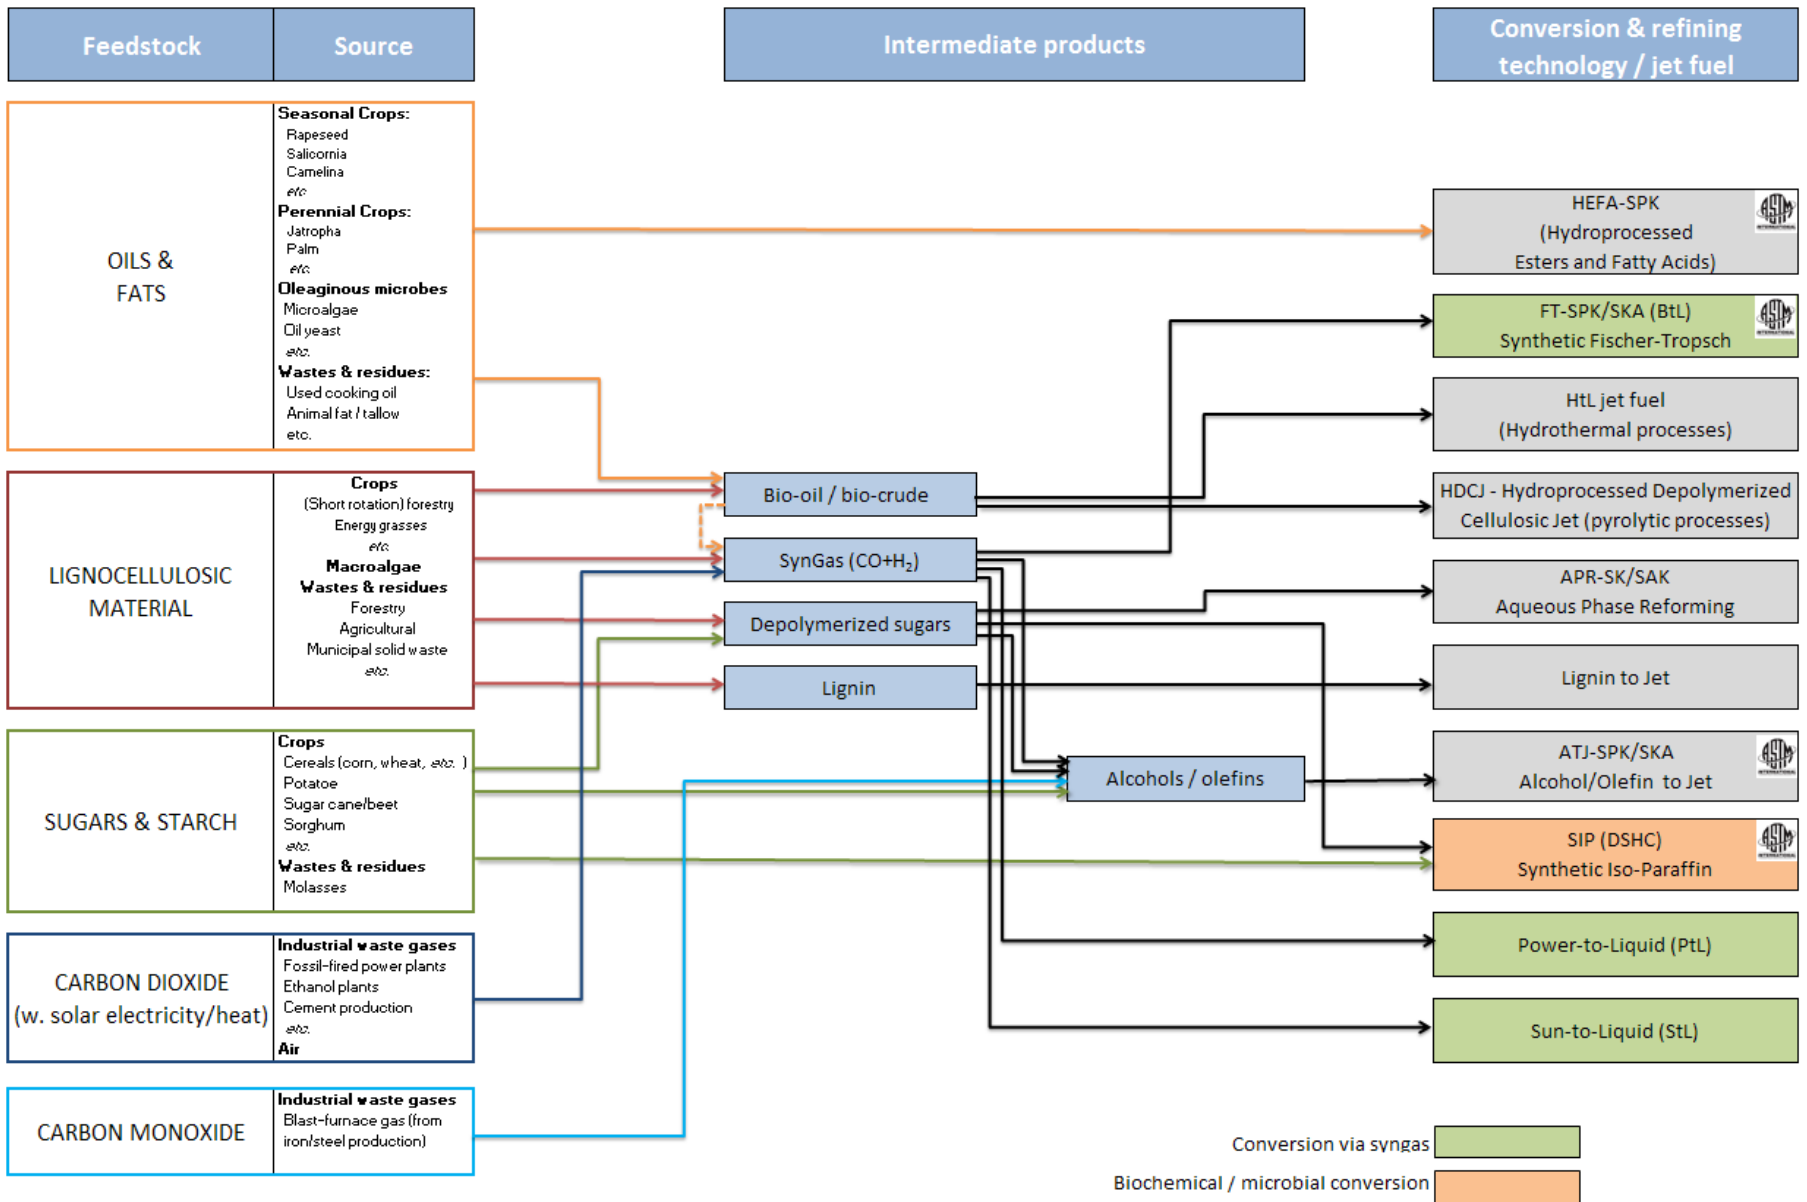 Feedstock
Source
Intermediate products
Conversion & refining
technology / jet fuel
OILS &
FATS
Seasonal Crops:
Rapeseed
Salicornia
Camelina
etc
Perennial Crops:
Jatropha
Palm
etc
Oleaginous microbes
Microalgae
Oil yeast
etc.
Wastes & residues:
Used cooking oil
Animal fat / tallow
etc.
LIGNOCELLULOSIC
MATERIAL
Crops
(Short rotation) forestry
Energy grasses
etc
Macroalgae
Wastes & residues
Forestry
Agricultural
Municipal solid waste
etc.
SUGARS & STARCH
Crops
Cereals (corn, wheat, etc. )
Potatoe
Sugar cane/beet
Sorghum
etc.
Wastes & residues
Molasses
CARBON DIOXIDE
(w. solar electricity/heat)
Industrial waste gases
Fossil-fired power plants
Ethanol plants
Cement production
etc.
Air
CARBON MONOXIDE
Industrial waste gases
Blast-furnace gas (from
iron/steel production)
Bio-oil / bio-crude
SynGas (CO+H₂)
Depolymerized sugars
Lignin
Alcohols / olefins
HEFA-SPK
(Hydroprocessed
Esters and Fatty Acids)
ASTM
INTERNATIONAL
FT-SPK/SKA (BtL)
Synthetic Fischer-Tropsch
ASTM
INTERNATIONAL
HtL jet fuel
(Hydrothermal processes)
HDCJ - Hydroprocessed Depolymerized
Cellulosic Jet (pyrolytic processes)
APR-SK/SAK
Aqueous Phase Reforming
Lignin to Jet
ATJ-SPK/SKA
Alcohol/Olefin to Jet
ASTM
INTERNATIONAL
SIP (DSHC)
Synthetic Iso-Paraffin
ASTM
INTERNATIONAL
Power-to-Liquid (PtL)
Sun-to-Liquid (StL)
Conversion via syngas
Biochemical / microbial conversion